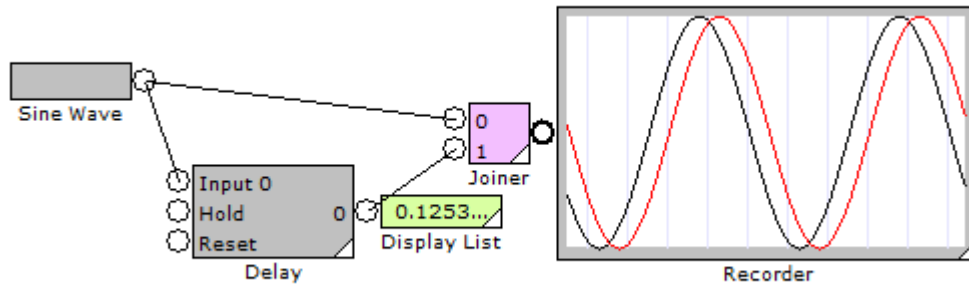 Sine Wave
0
1
Joiner
Input 0
Hold
0
Reset
Delay
0.1253...
Display List
Recorder